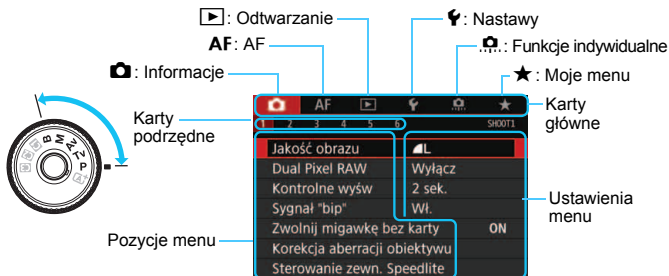 : Odtwarzanie
: Nastawy
AF: AF
: Funkcje indywidualne
: Informacje
★: Moje menu
AF
Karty podrzędne
1 2 3 4 5 6
SHOOT1
Karty główne
Jakość obrazu L
Dual Pixel RAW Wyłącz
Kontrolne wyśw 2 sek.
Sygnał "bip" Wł.
Zwolnij migawkę bez karty ON
Korekcja aberracji obiektywu
Sterowanie zewn. Speedlite
Ustawienia menu
Pozycje menu
B M Av Tv P A+